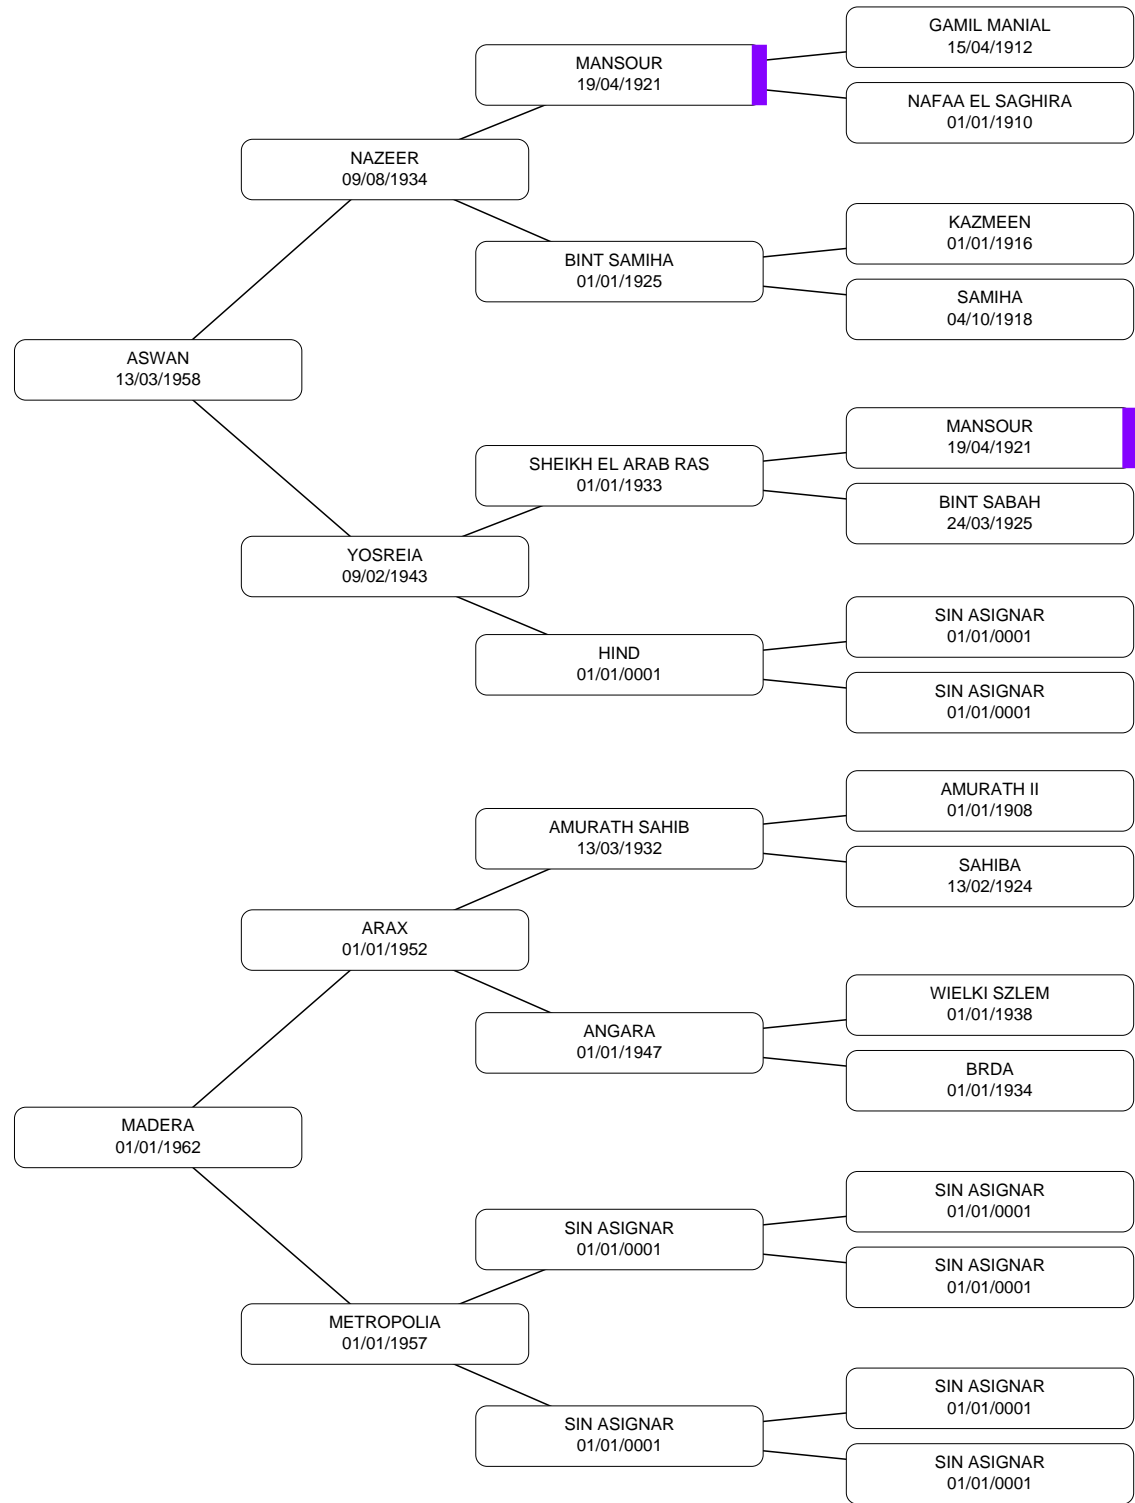 GAMIL MANIAL
15/04/1912
MANSOUR
19/04/1921
NAFAA EL SAGHIRA
01/01/1910
NAZEER
09/08/1934
KAZMEEN
01/01/1916
BINT SAMIHA
01/01/1925
SAMIHA
04/10/1918
ASWAN
13/03/1958
MANSOUR
19/04/1921
SHEIKH EL ARAB RAS
01/01/1933
BINT SABAH
24/03/1925
YOSREIA
09/02/1943
SIN ASIGNAR
01/01/0001
HIND
01/01/0001
SIN ASIGNAR
01/01/0001
AMURATH II
01/01/1908
AMURATH SAHIB
13/03/1932
SAHIBA
13/02/1924
ARAX
01/01/1952
WIELKI SZLEM
01/01/1938
ANGARA
01/01/1947
BRDA
01/01/1934
MADERA
01/01/1962
SIN ASIGNAR
01/01/0001
SIN ASIGNAR
01/01/0001
SIN ASIGNAR
01/01/0001
METROPOLIA
01/01/1957
SIN ASIGNAR
01/01/0001
SIN ASIGNAR
01/01/0001
SIN ASIGNAR
01/01/0001